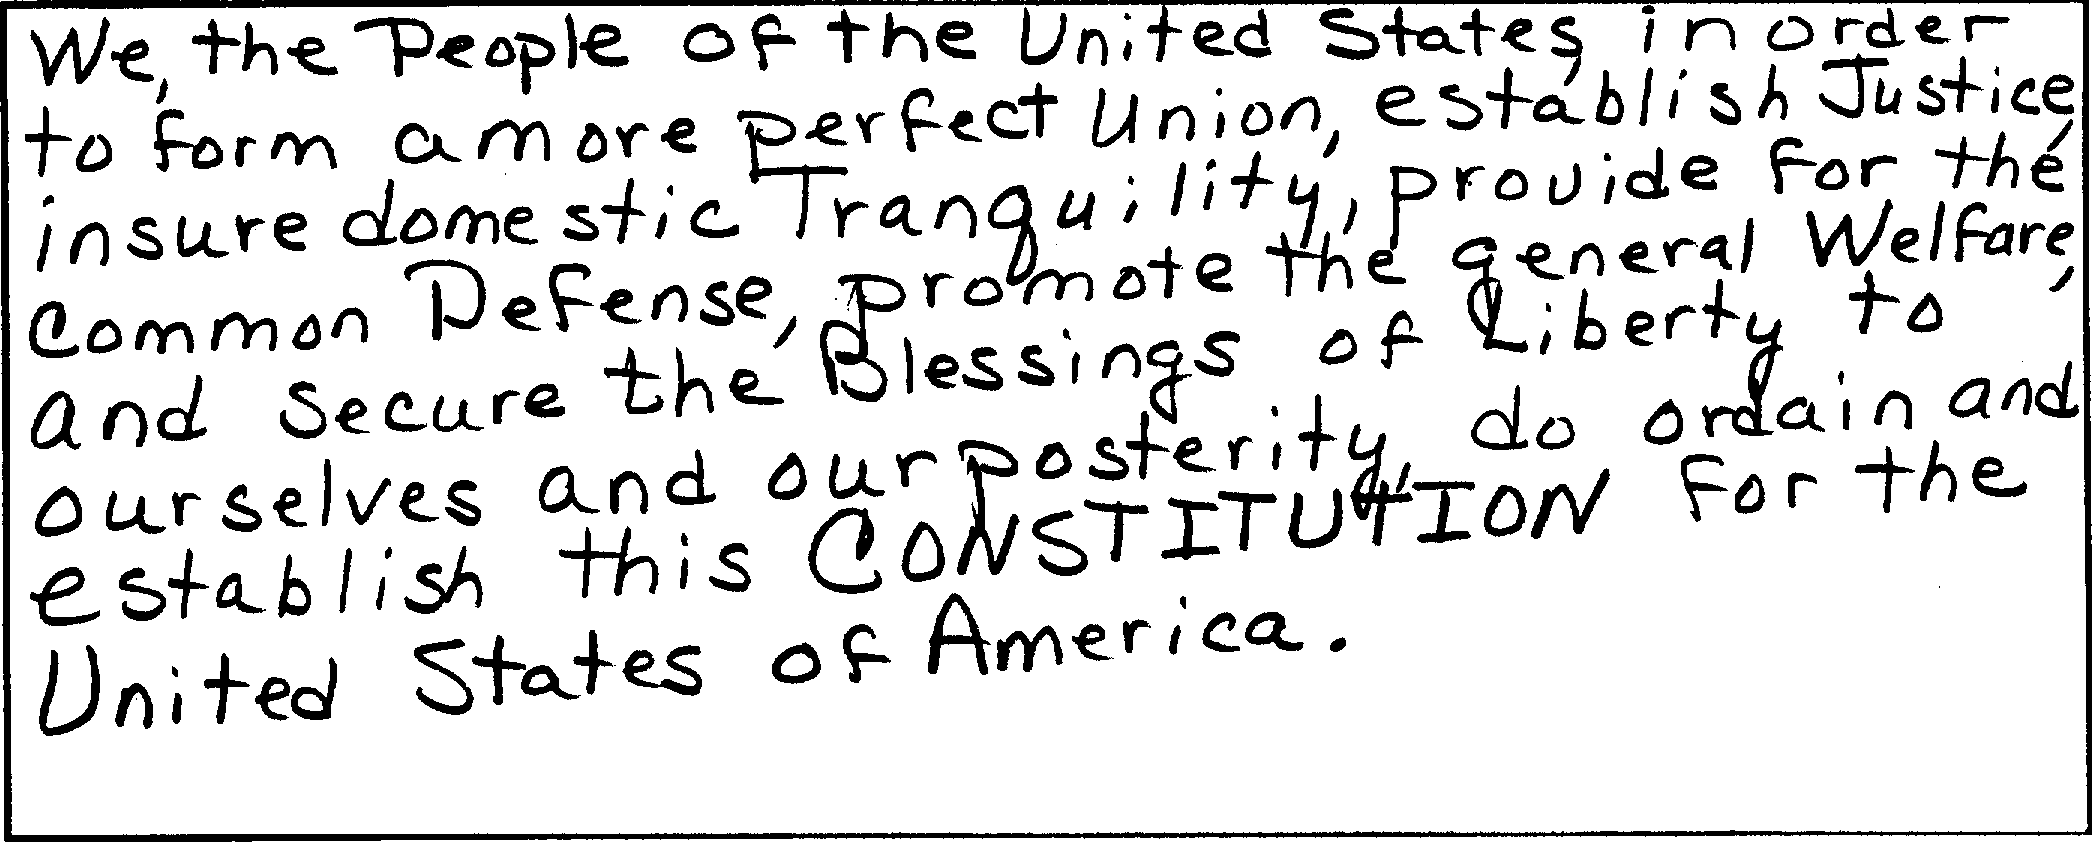 We, the People of the United States, in order
to form a more perfect Union, establish Justice,
insure domestic Tranquility, provide for the
Common Defense, promote the general Welfare,
and secure the Blessings of Liberty to
ourselves and our posterity, do ordain and
establish this CONSTITUTION for the
United States of America.